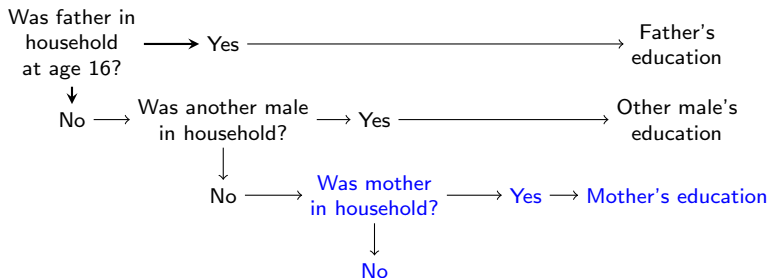 Was father in
household
at age 16?
Yes
Father's
education
No
Was another male
in household?
Yes
Other male's
education
No
Was mother
in household?
Yes
Mother's education
No